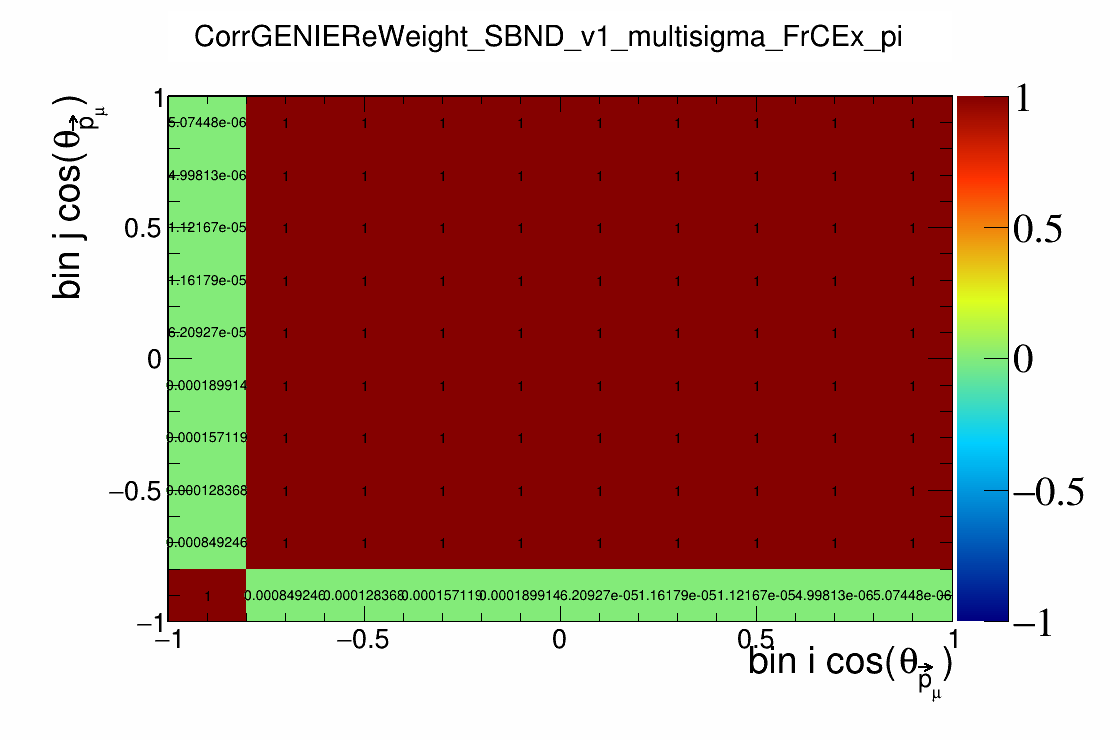 CorrGENIEReWeight_SBND_v1_multisigma_FrCEx_pi
bin j cos(θ_p⃗_μ)
1
0.5
0
−0.5
−1
5.07448e-06 1 1 1 1 1 1 1 1 1
4.99813e-06 1 1 1 1 1 1 1 1 1
1.12167e-05 1 1 1 1 1 1 1 1 1
1.16179e-05 1 1 1 1 1 1 1 1 1
6.20927e-05 1 1 1 1 1 1 1 1 1
0.000189914 1 1 1 1 1 1 1 1 1
0.000157119 1 1 1 1 1 1 1 1 1
0.000128368 1 1 1 1 1 1 1 1 1
0.000849246 1 1 1 1 1 1 1 1 1
1 0.000849246 0.000128368 0.000157119 0.000189914 6.20927e-05 1.16179e-05 1.12167e-05 4.99813e-06 5.07448e-06
−1 −0.5 0 0.5 1
bin i cos(θ_p⃗_μ)
1
0.5
0
−0.5
−1